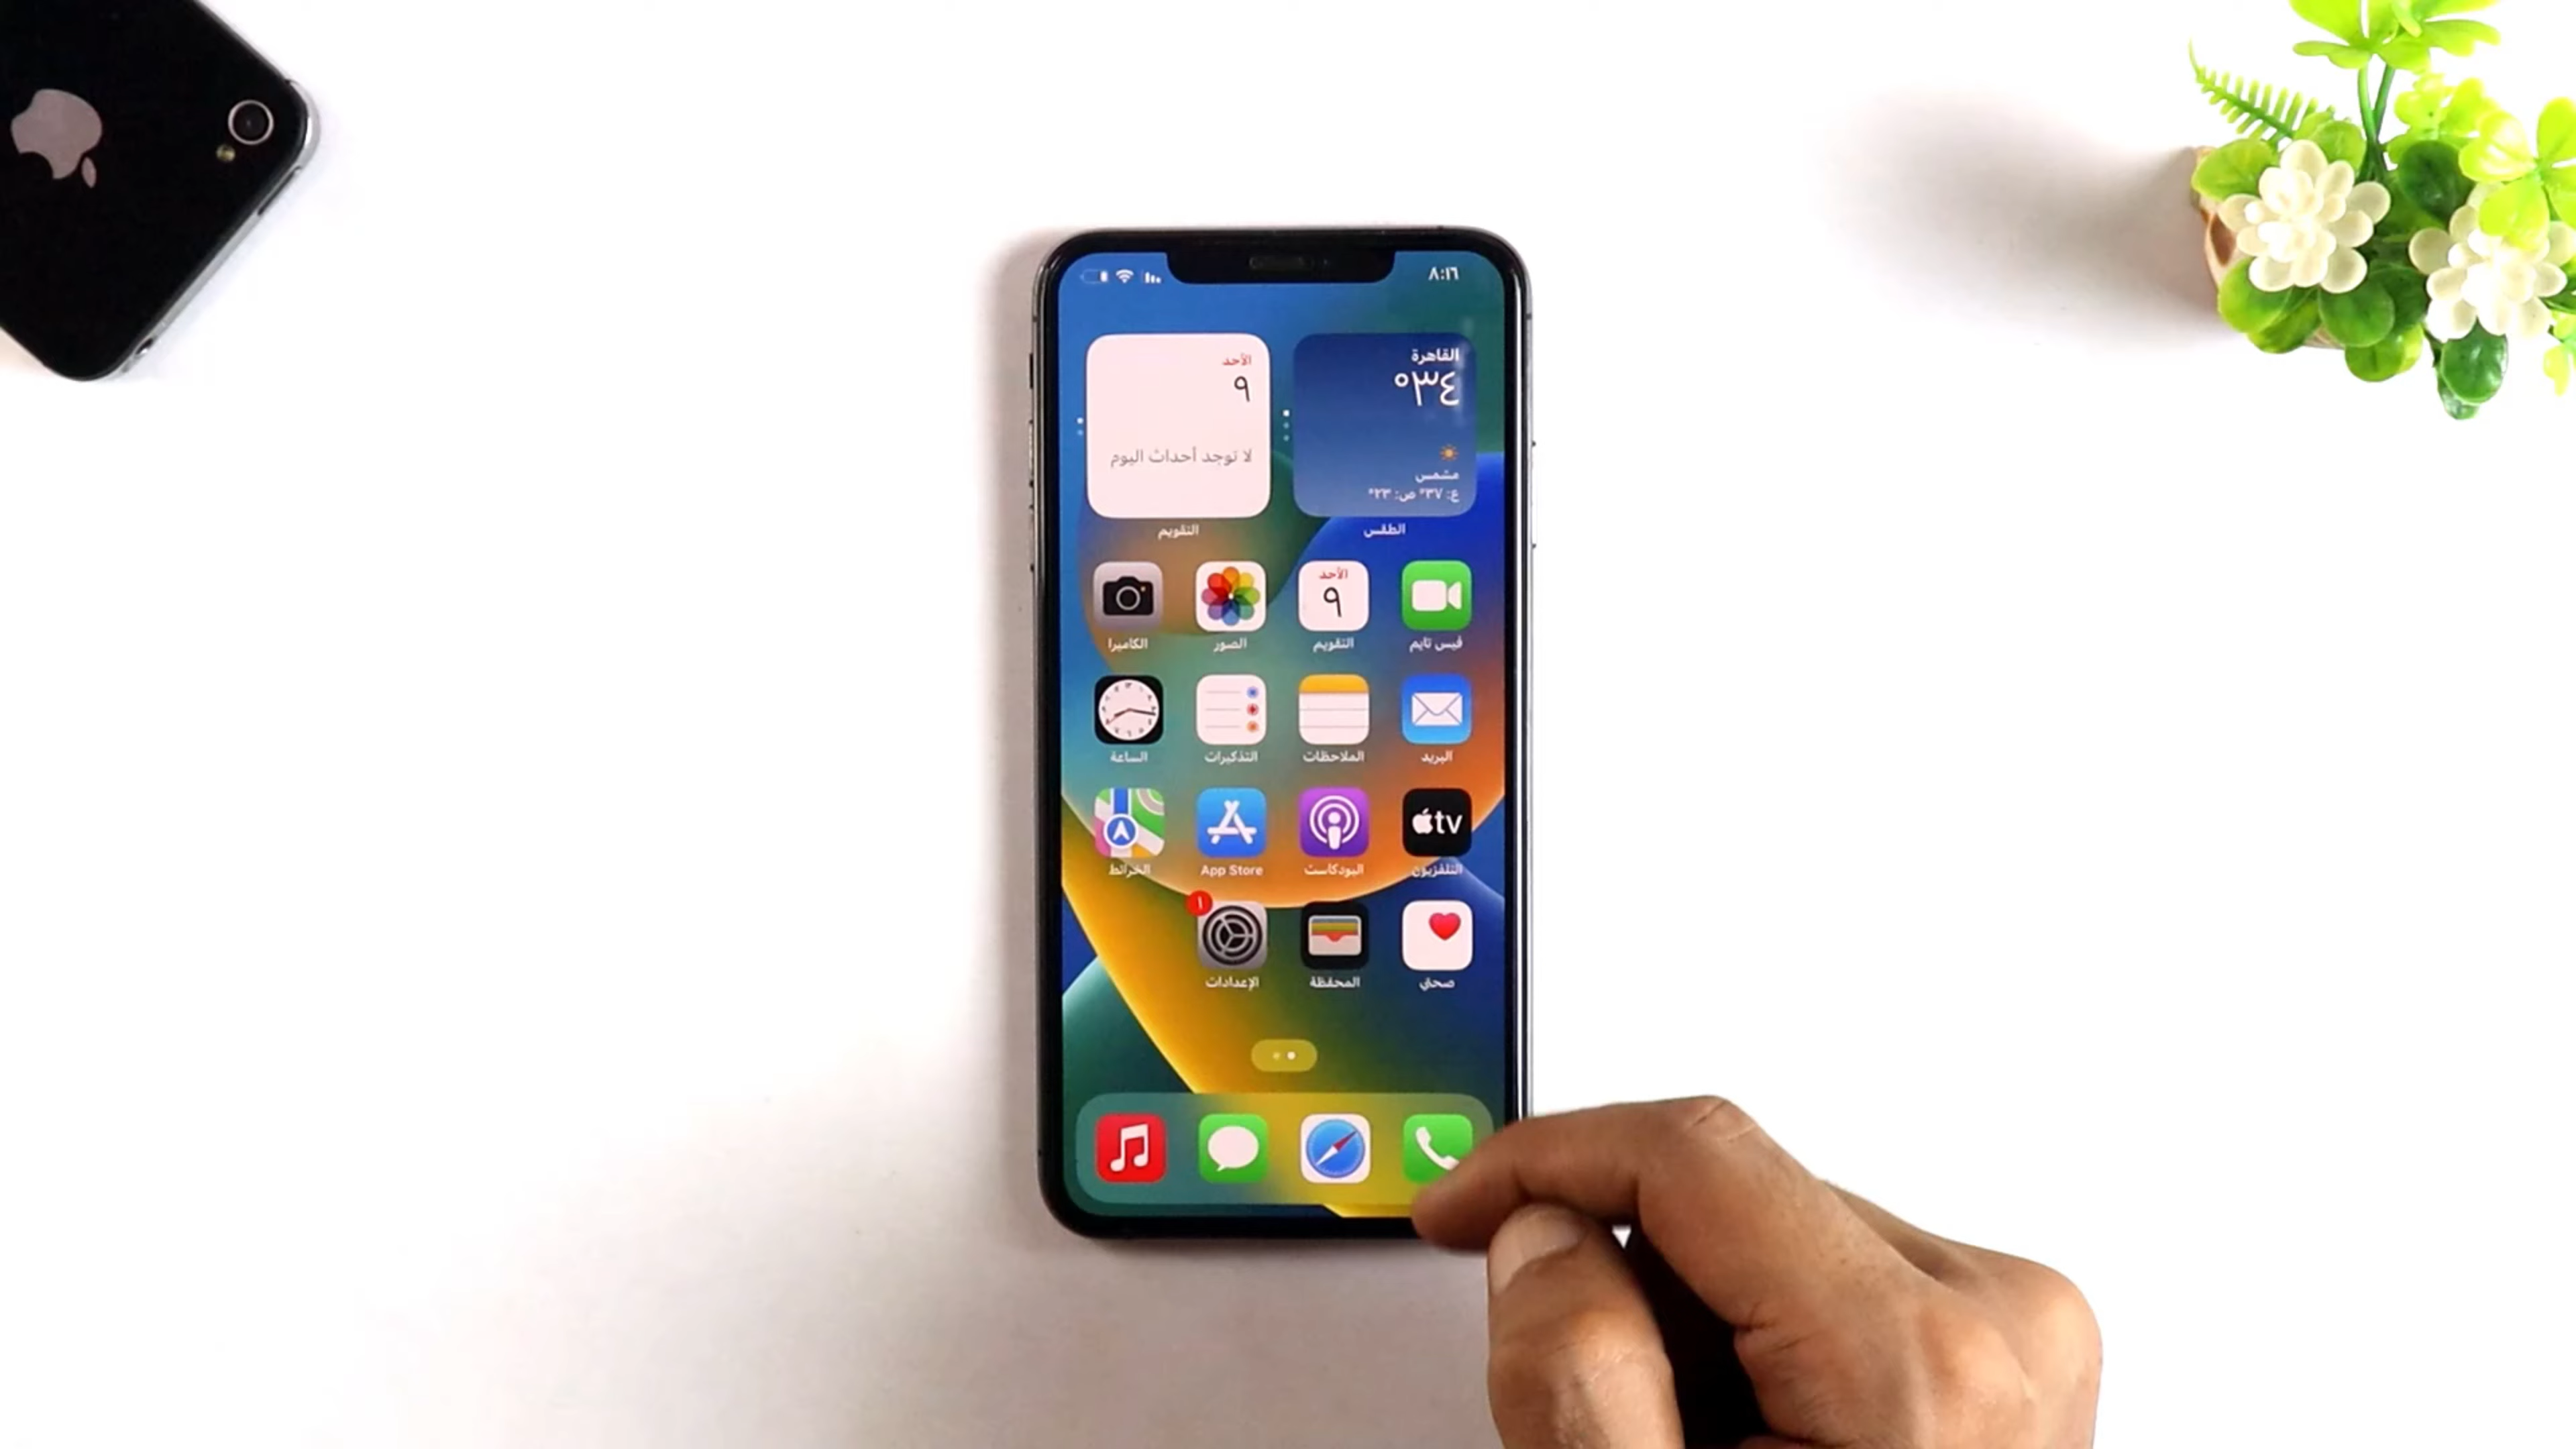 ٨:١٦
القاهرة
٣٤°
مشمس
ع: ٣٧° ص: ٢٣°
الطقس
الأحد
٩
لا توجد أحداث اليوم
التقويم
فيس تايم
الأحد
٩
التقويم
الصور
الكاميرا
البريد
الملاحظات
التذكيرات
الساعة
tv
التلفزيون
البودكاست
App Store
الخرائط
صحتي
المحفظة
١
الإعدادات